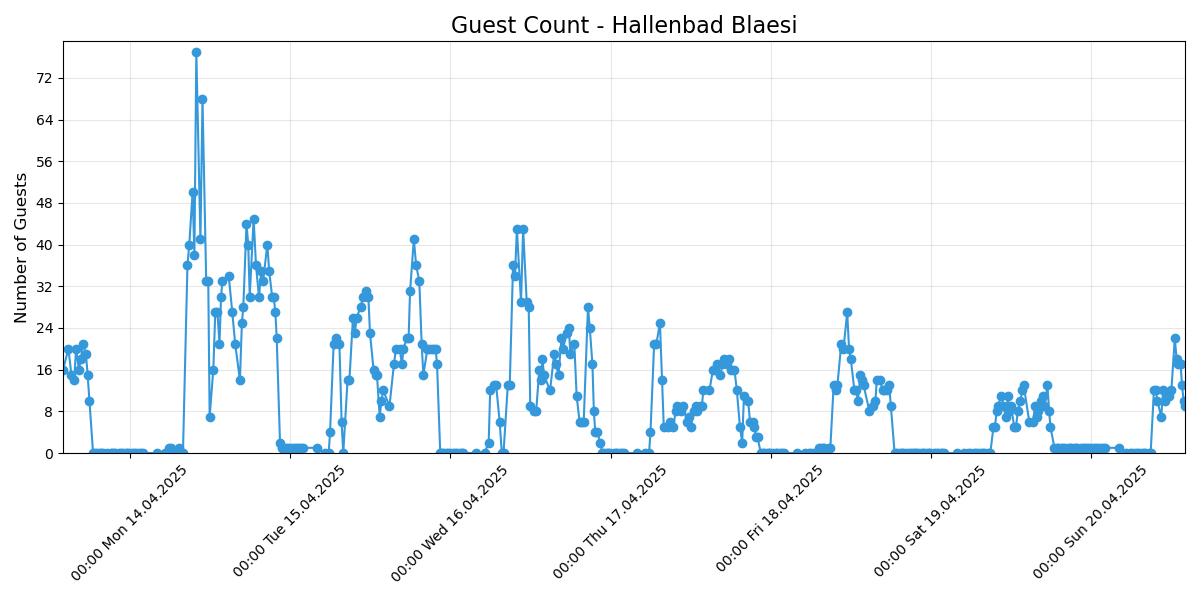 Guest Count - Hallenbad Blaesi
Number of Guests
72
64
56
48
40
32
24
16
8
0
00:00 Mon 14.04.2025
00:00 Tue 15.04.2025
00:00 Wed 16.04.2025
00:00 Thu 17.04.2025
00:00 Fri 18.04.2025
00:00 Sat 19.04.2025
00:00 Sun 20.04.2025